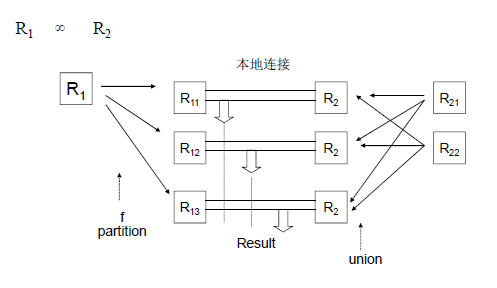 R1 ∞ R2
本地连接
R1
R11
R2
R21
R12
R2
R22
R13
R2
f
partition
Result
union